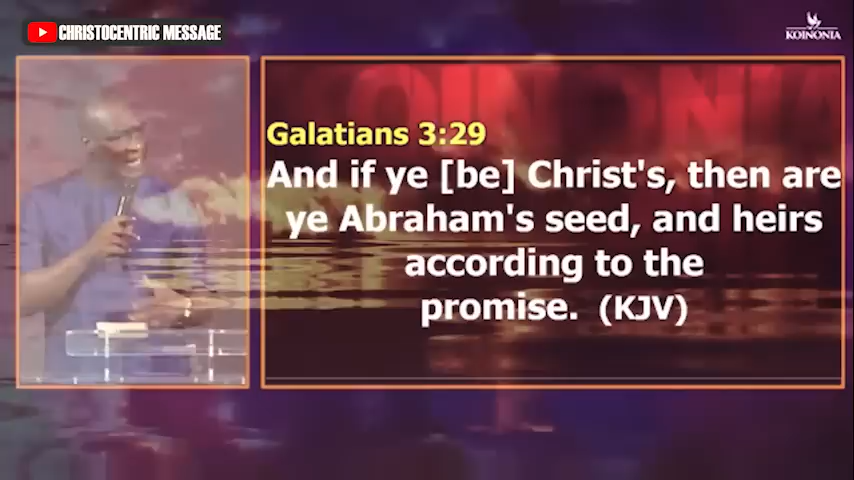 CHRISTOCENTRIC MESSAGE
KOINONIA
OINONIA
Galatians 3:29
And if ye [be] Christ's, then are
ye Abraham's seed, and heirs
according to the
promise. (KJV)